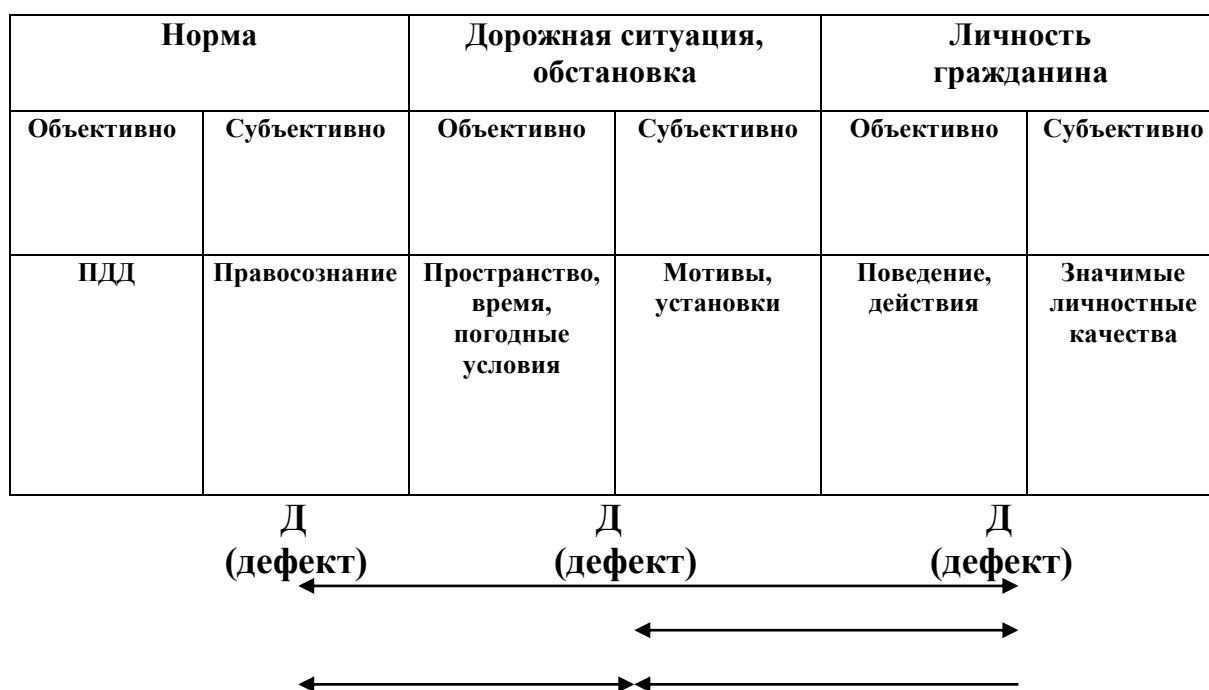 Норма
Дорожная ситуация,
обстановка
Личность
гражданина
Объективно
Субъективно
Объективно
Субъективно
Объективно
Субъективно
ПДД
Правосознание
Пространство,
время,
погодные
условия
Мотивы,
установки
Поведение,
действия
Значимые
личностные
качества
Д
(дефект)
Д
(дефект)
Д
(дефект)